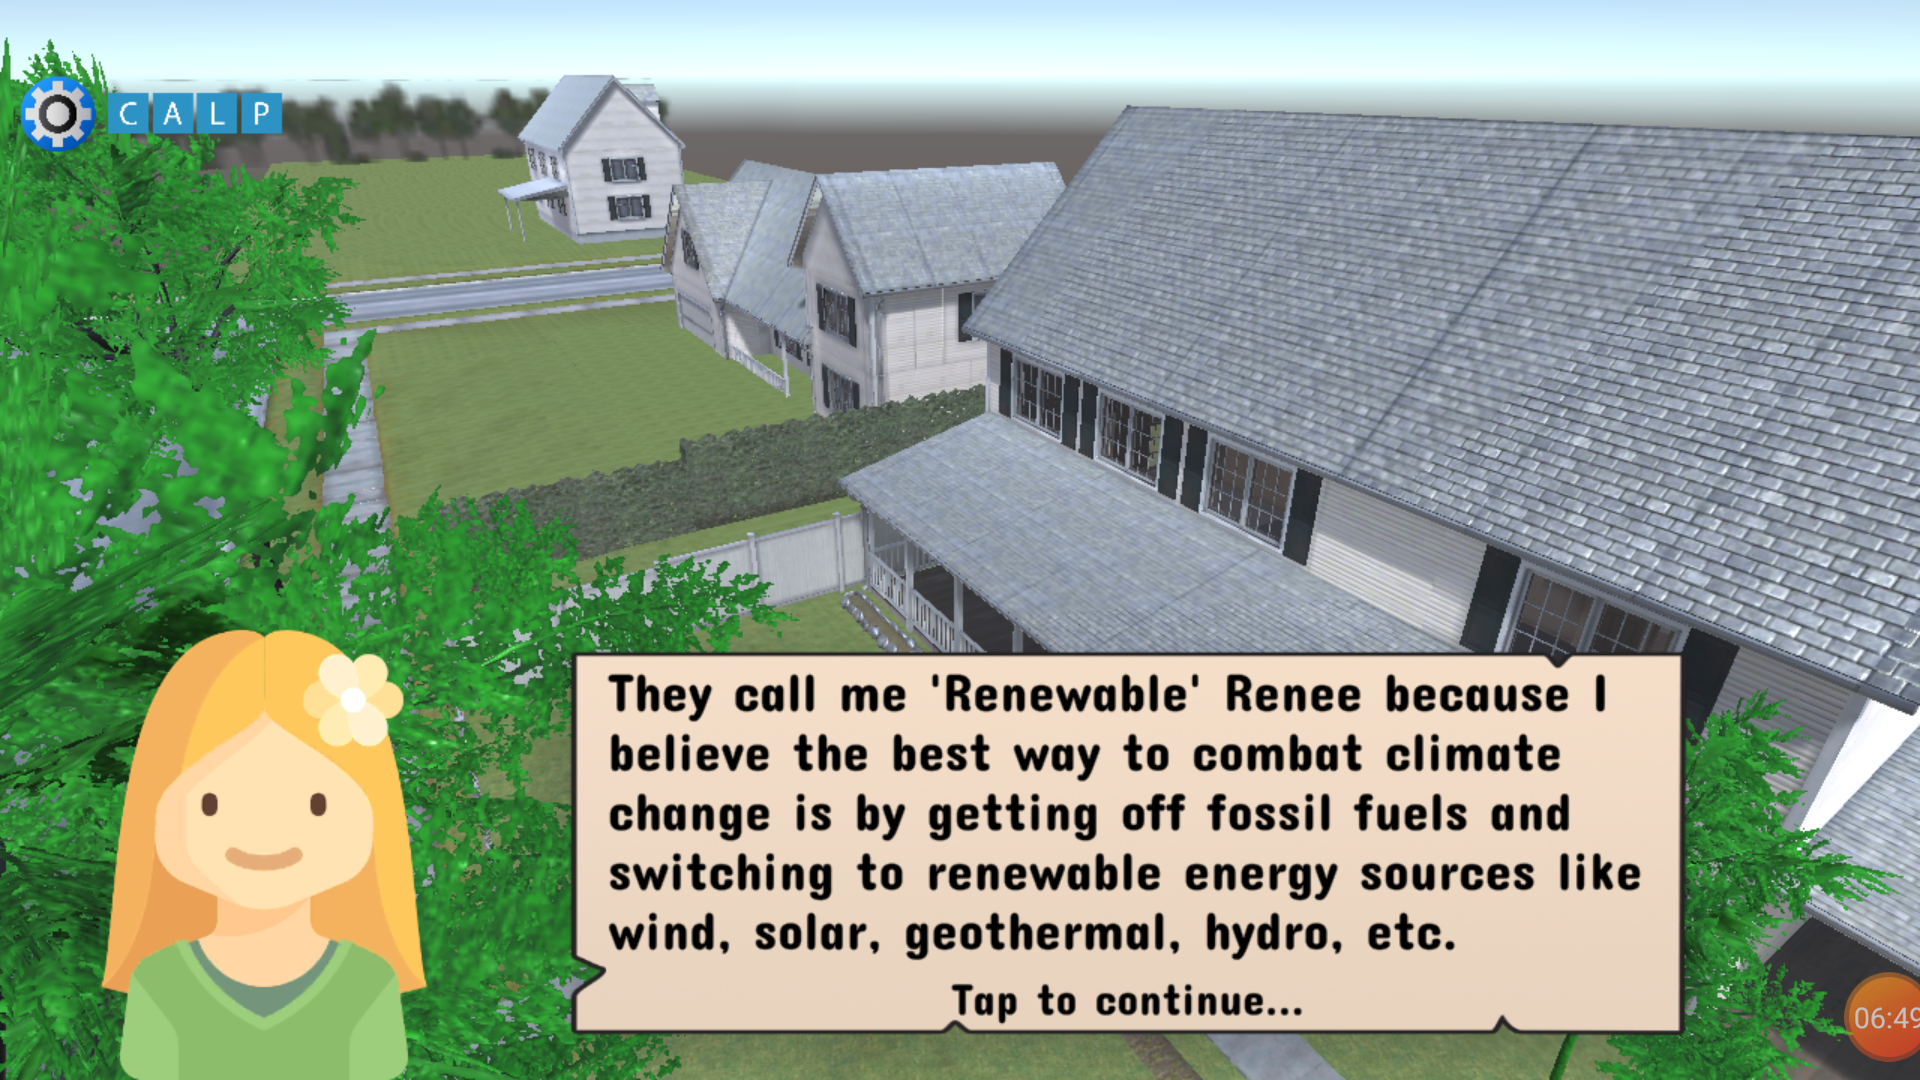 CALP
They call me 'Renewable' Renee because I
believe the best way to combat climate
change is by getting off fossil fuels and
switching to renewable energy sources like
wind, solar, geothermal, hydro, etc.
Tap to continue...
06:49